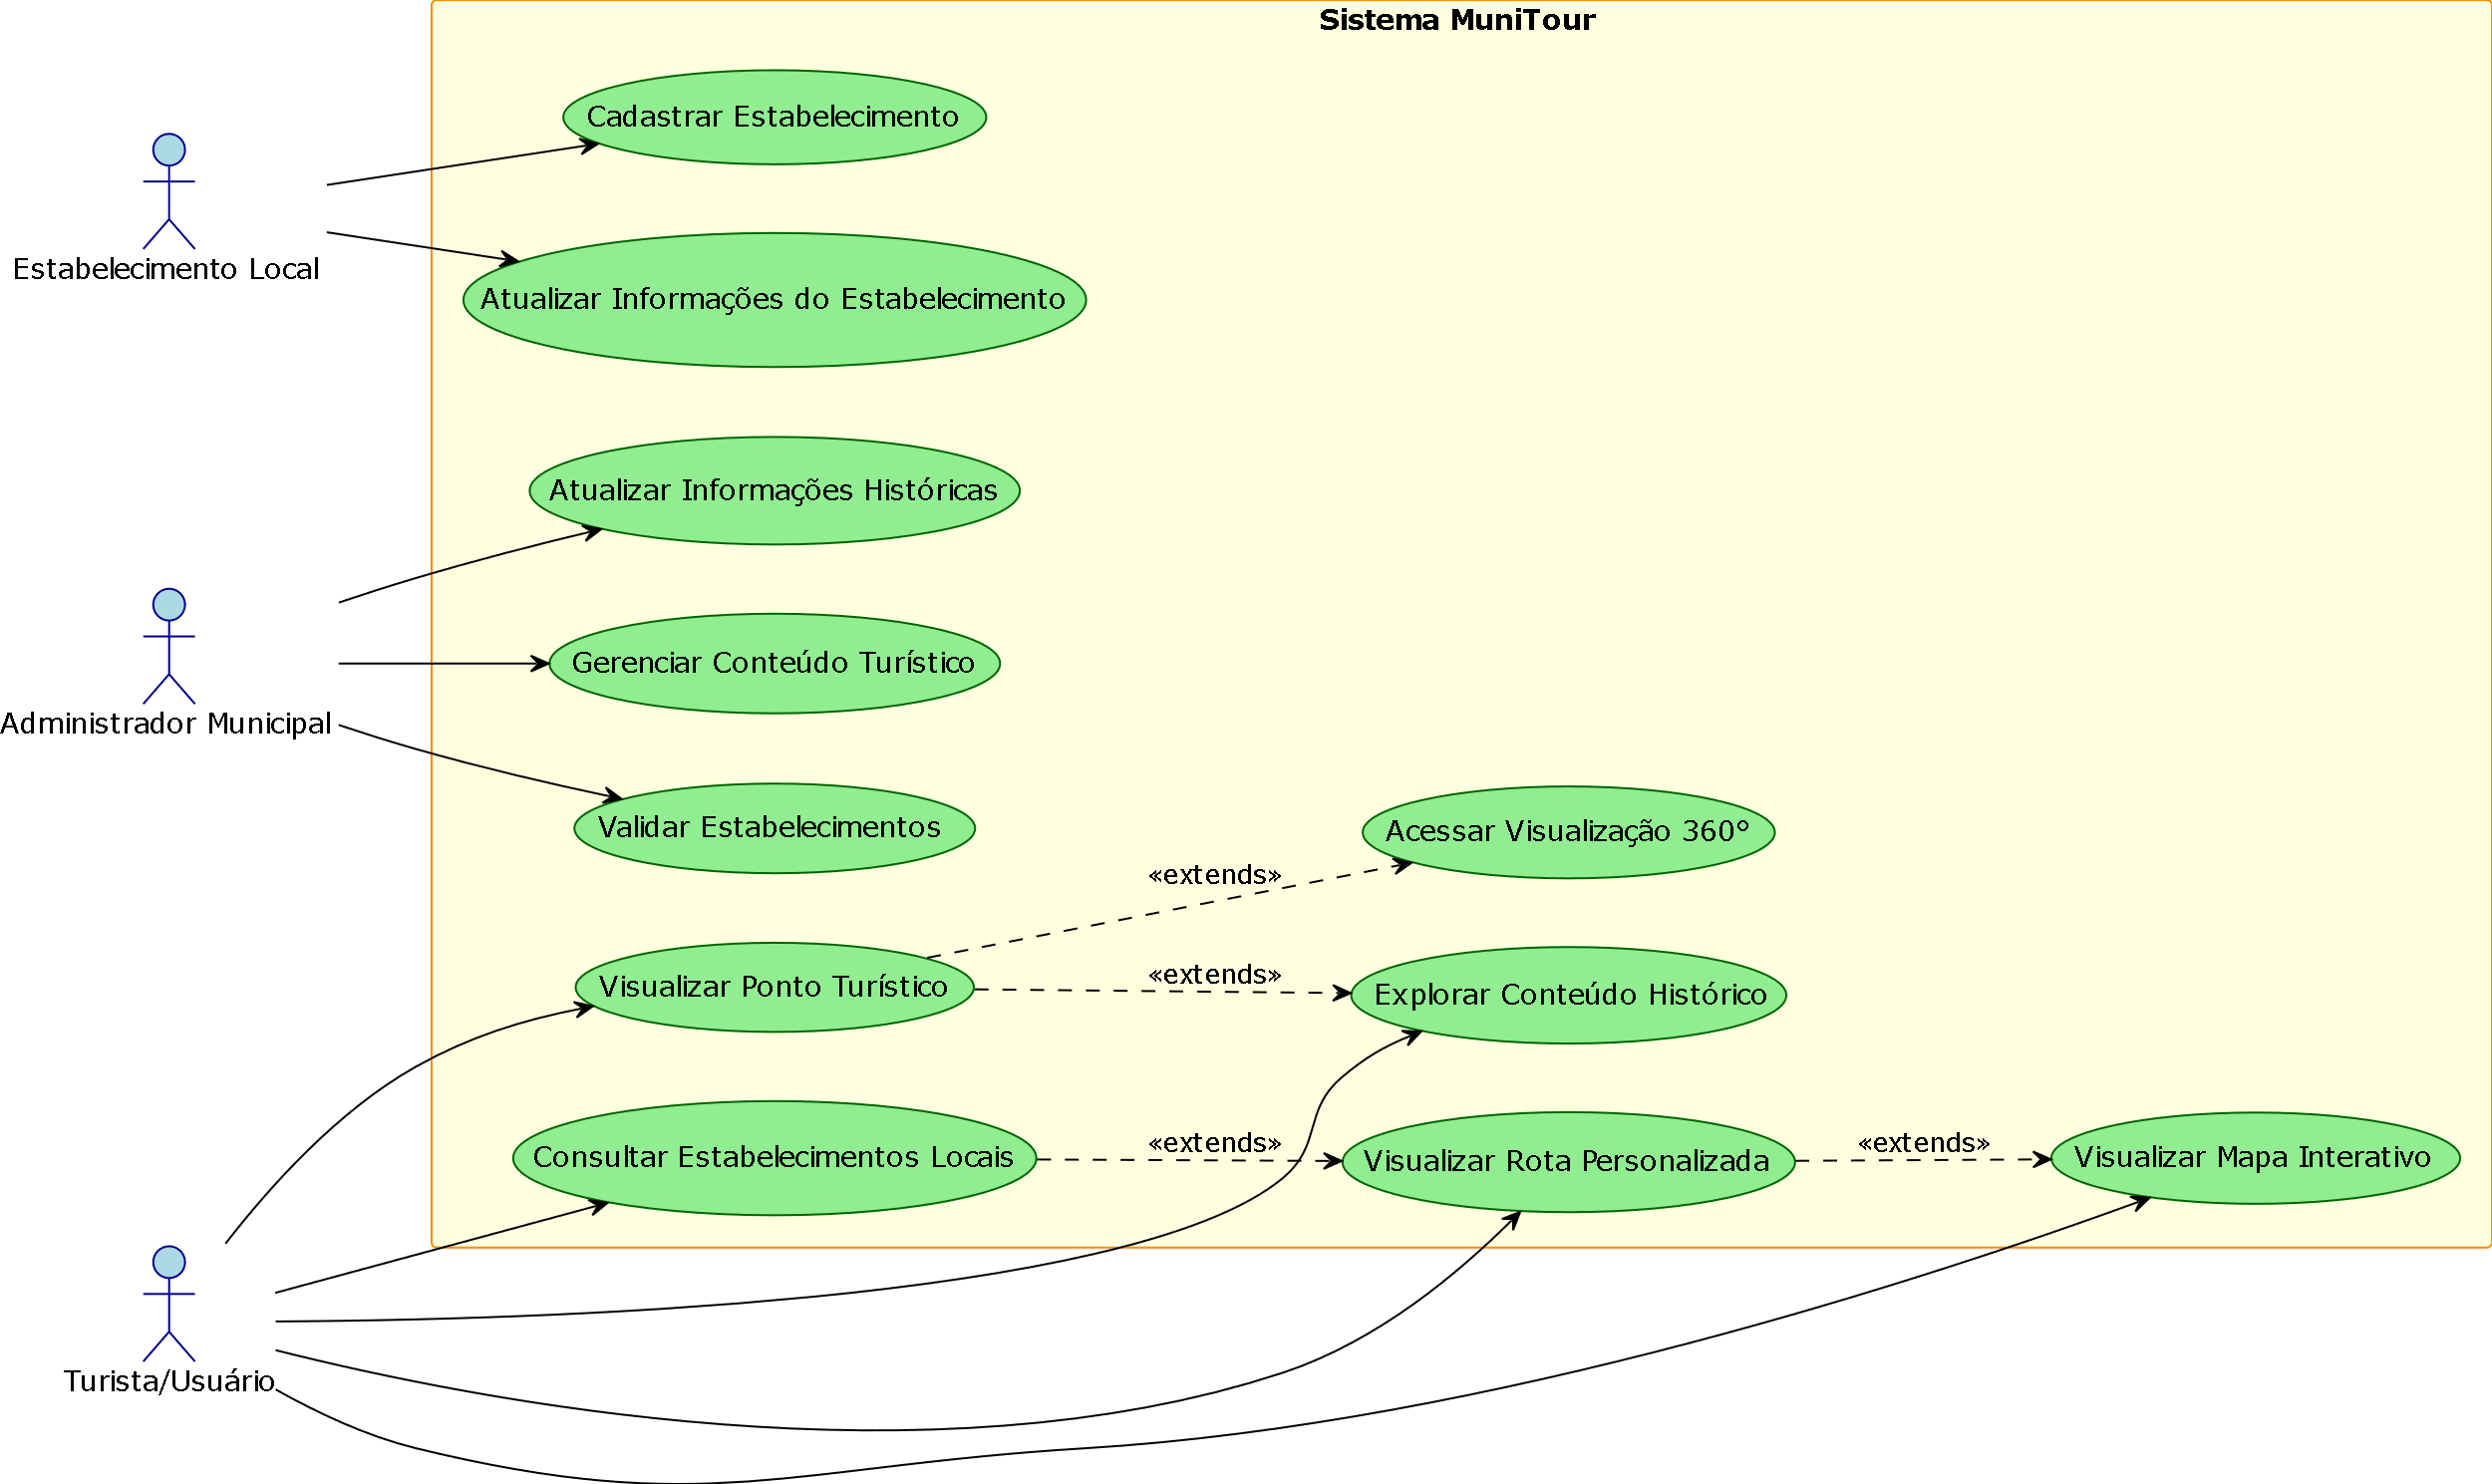 Sistema MuniTour
Cadastrar Estabelecimento
Estabelecimento Local
Atualizar Informações do Estabelecimento
Atualizar Informações Históricas
Gerenciar Conteúdo Turístico
Administrador Municipal
Validar Estabelecimentos
Acessar Visualização 360°
«extends»
Visualizar Ponto Turístico
«extends»
Explorar Conteúdo Histórico
Consultar Estabelecimentos Locais
«extends»
Visualizar Rota Personalizada
«extends»
Visualizar Mapa Interativo
Turista/Usuário